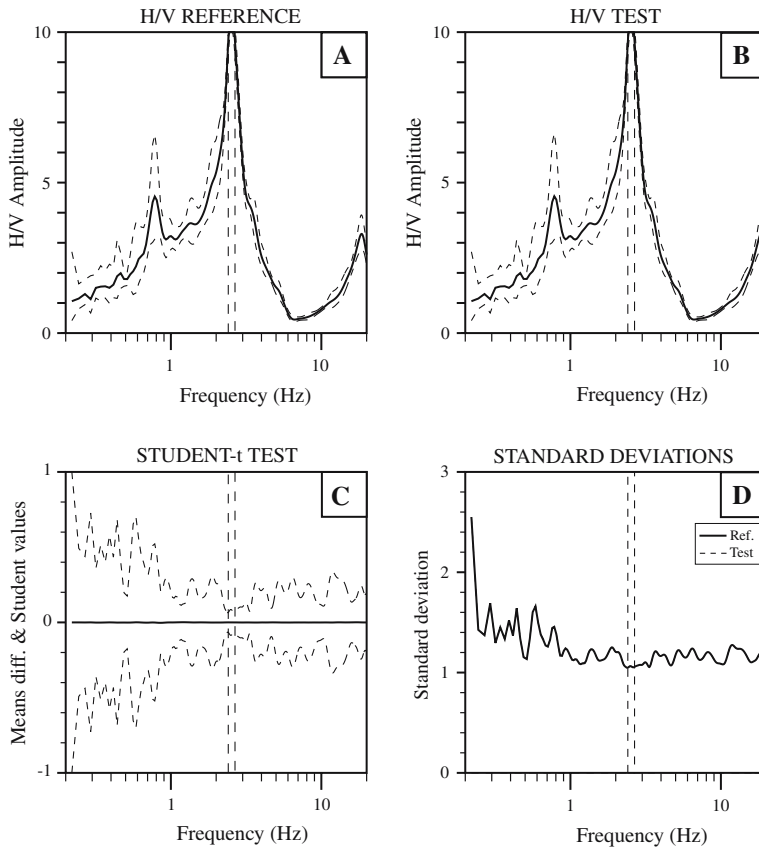 H/V REFERENCE
A
10
5
0
H/V Amplitude
1
10
Frequency (Hz)
H/V TEST
B
10
5
0
H/V Amplitude
1
10
Frequency (Hz)
STUDENT-t TEST
C
1
0
-1
Means diff. & Student values
1
10
Frequency (Hz)
STANDARD DEVIATIONS
D
Ref.
Test
3
2
1
0
Standard deviation
1
10
Frequency (Hz)